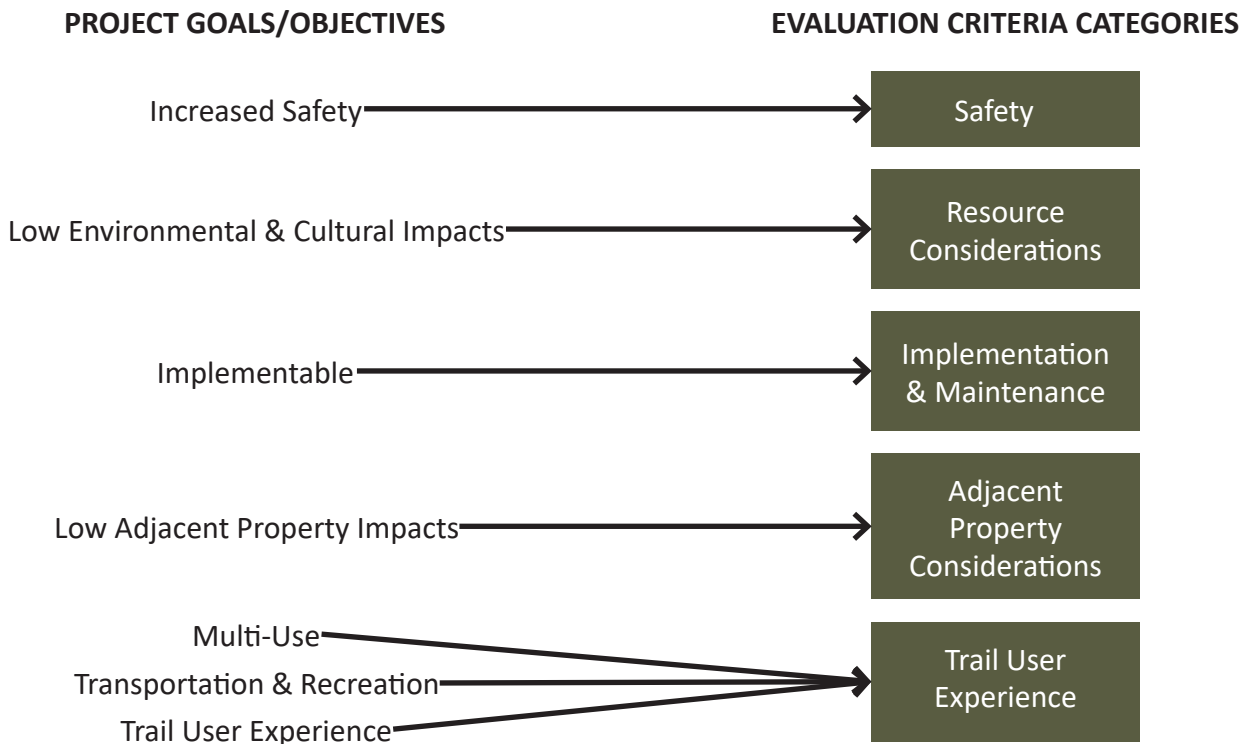 PROJECT GOALS/OBJECTIVES
EVALUATION CRITERIA CATEGORIES
Increased Safety
Safety
Low Environmental & Cultural Impacts
Resource
Considerations
Implementable
Implementation
& Maintenance
Low Adjacent Property Impacts
Adjacent
Property
Considerations
Multi-Use
Transportation & Recreation
Trail User Experience
Trail User
Experience